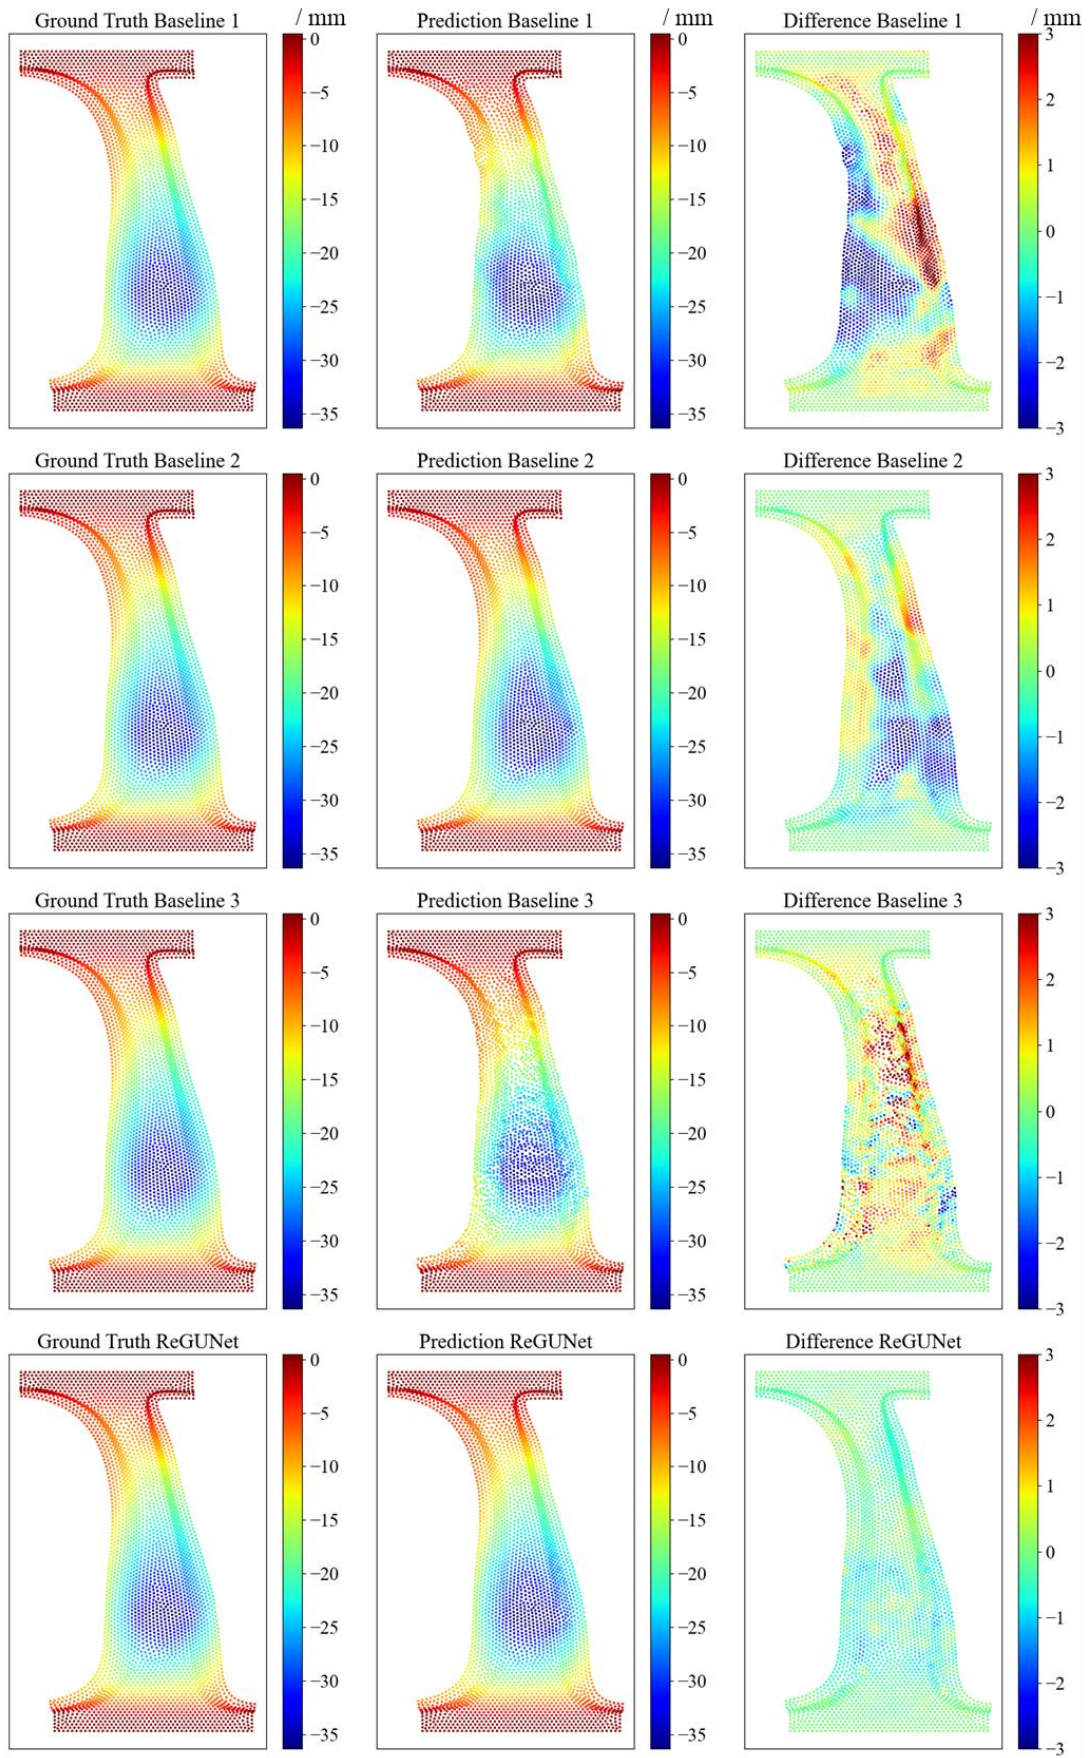 Ground Truth Baseline 1 / mm Prediction Baseline 1 / mm Difference Baseline 1 / mm
0 0 3
−5 −5 2
−10 −10 1
−15 −15 0
−20 −20 −1
−25 −25 −2
−30 −30 −3
−35 −35
Ground Truth Baseline 2 Prediction Baseline 2 Difference Baseline 2
0 0 3
−5 −5 2
−10 −10 1
−15 −15 0
−20 −20 −1
−25 −25 −2
−30 −30 −3
−35 −35
Ground Truth Baseline 3 Prediction Baseline 3 Difference Baseline 3
0 0 3
−5 −5 2
−10 −10 1
−15 −15 0
−20 −20 −1
−25 −25 −2
−30 −30 −3
−35 −35
Ground Truth ReGUNet Prediction ReGUNet Difference ReGUNet
0 0 3
−5 −5 2
−10 −10 1
−15 −15 0
−20 −20 −1
−25 −25 −2
−30 −30 −3
−35 −35